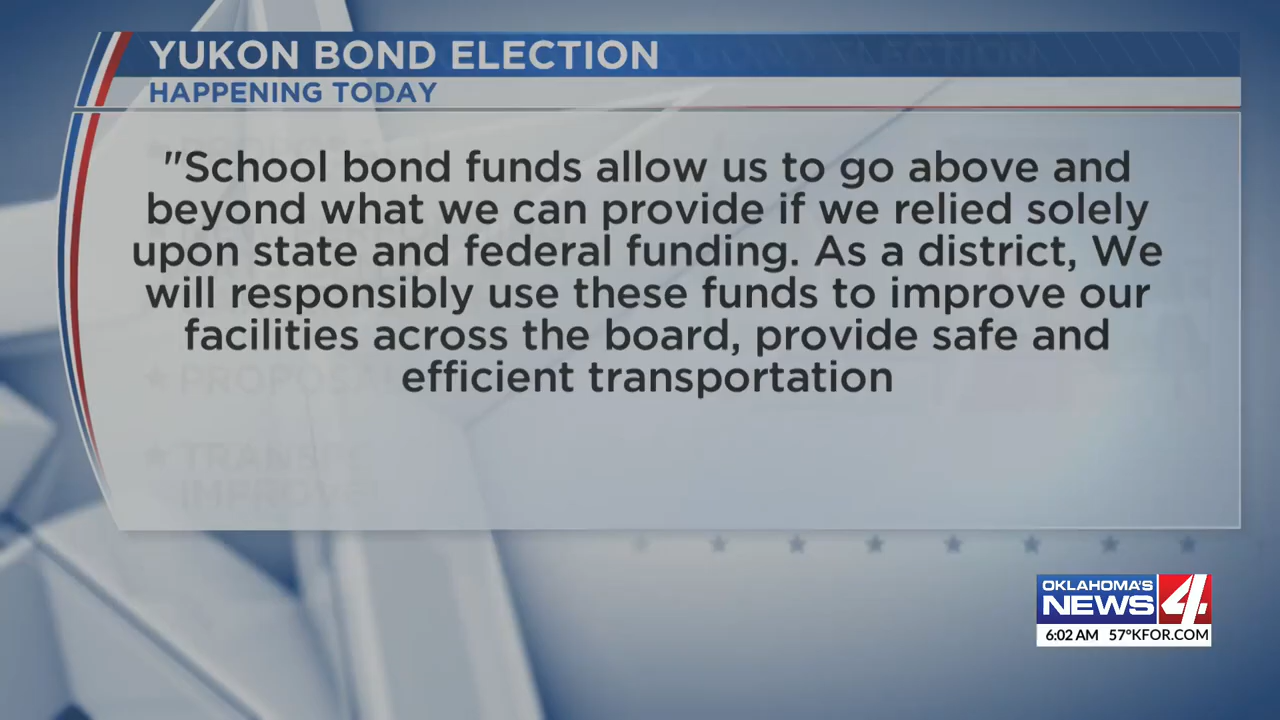 YUKON BOND ELECTION
HAPPENING TODAY
"School bond funds allow us to go above and
beyond what we can provide if we relied solely
upon state and federal funding. As a district, We
will responsibly use these funds to improve our
facilities across the board, provide safe and
efficient transportation
OKLAHOMA'S
NEWS 4
6:02 AM 57°KFOR.COM